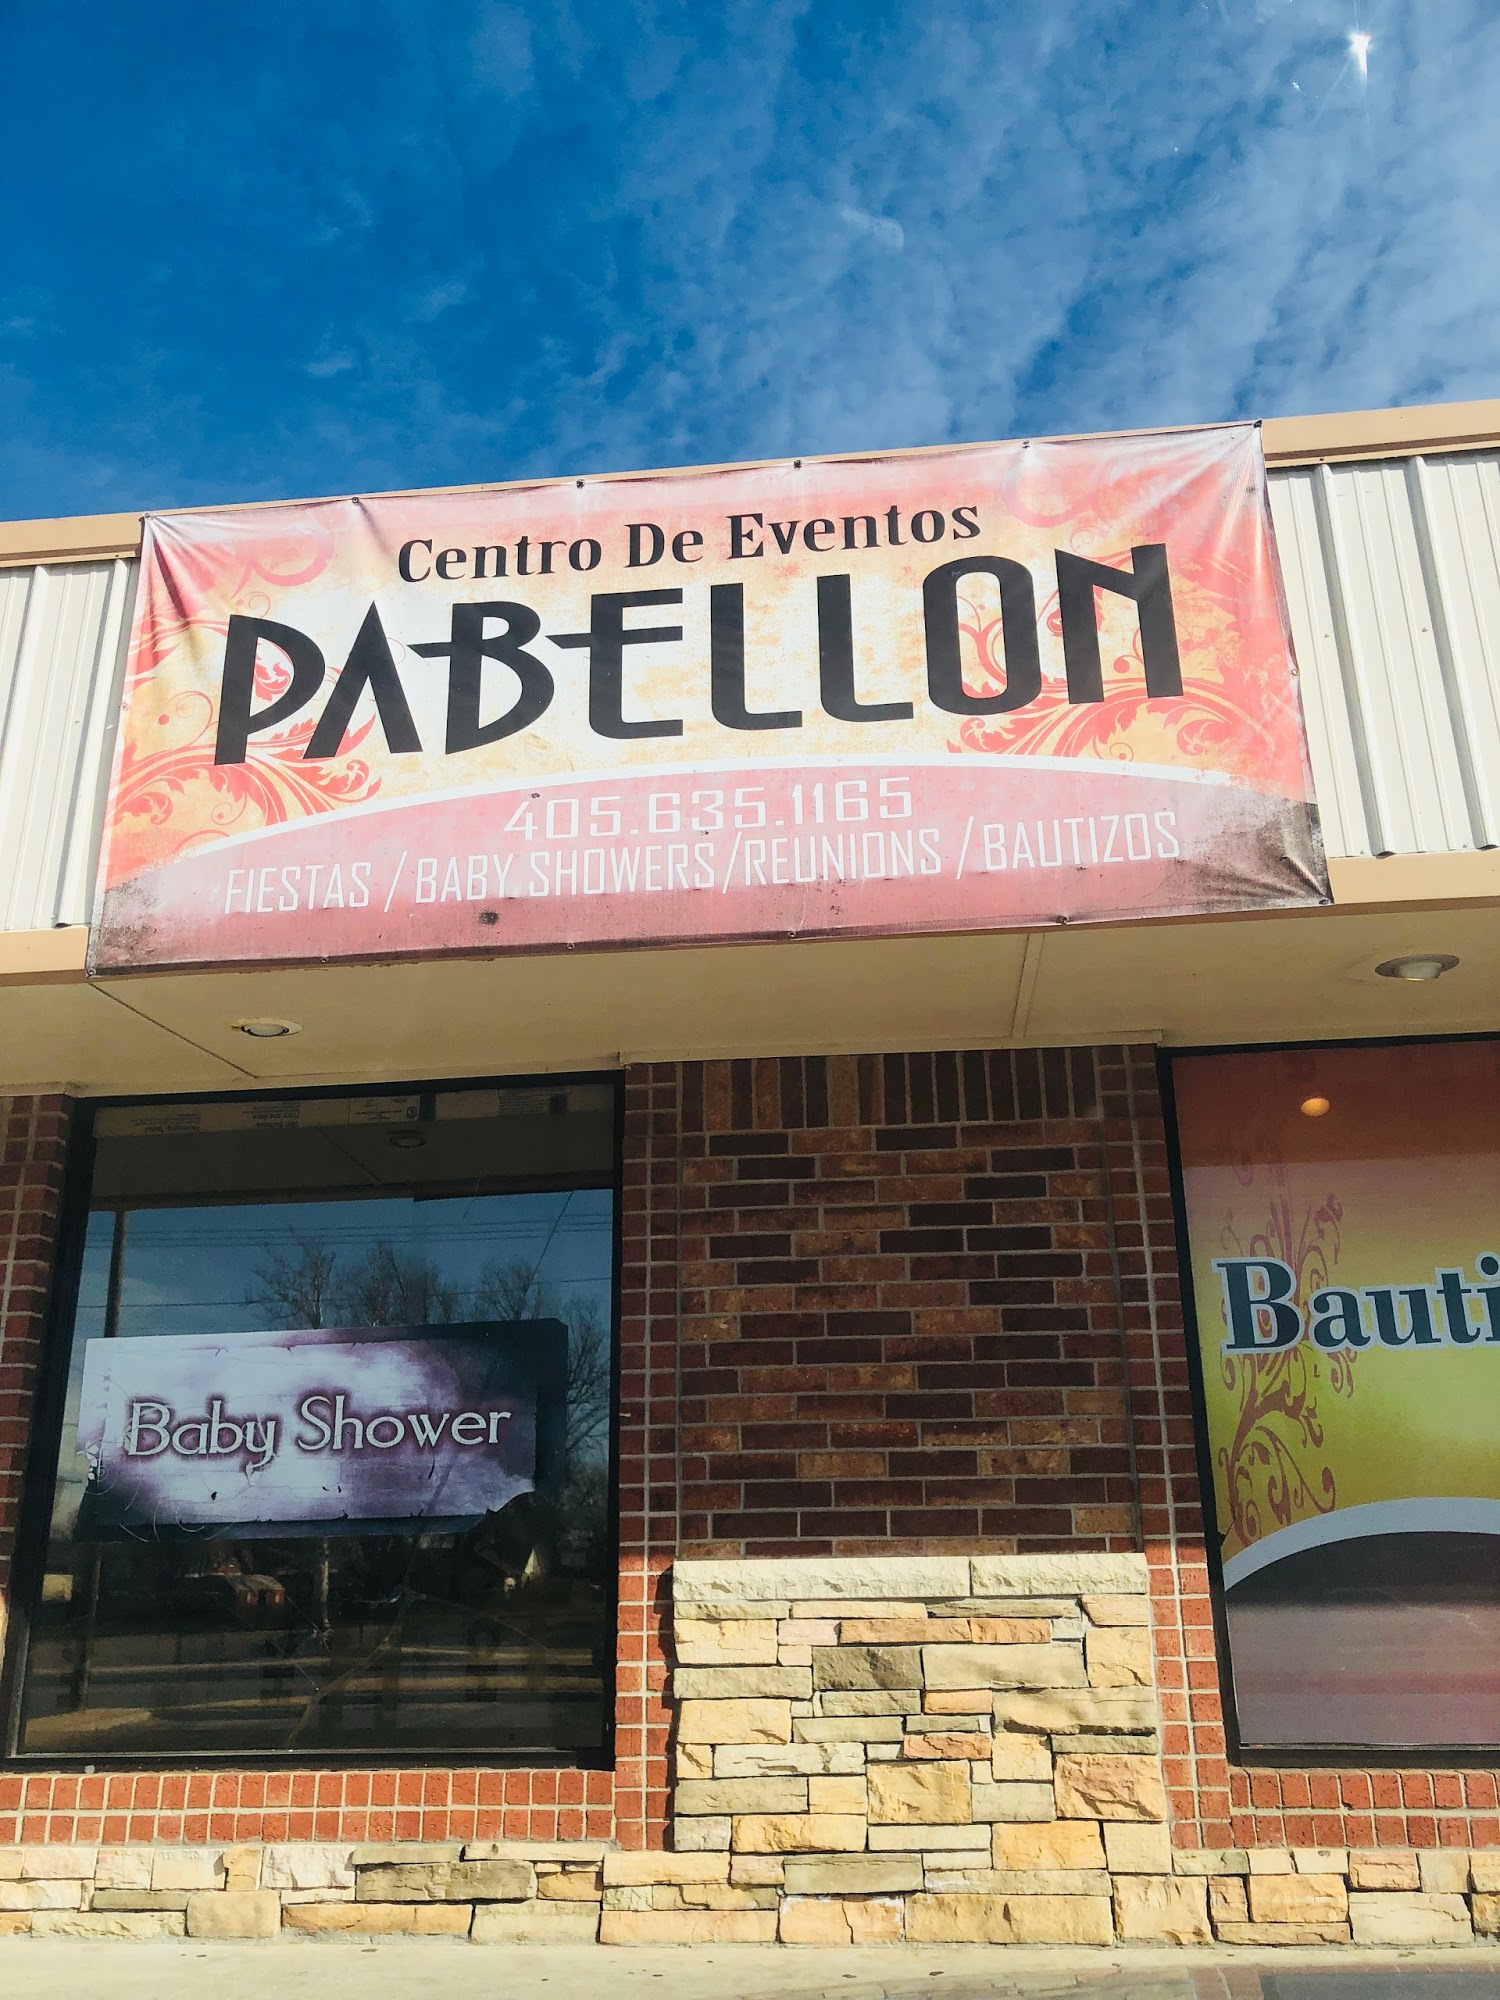 Centro De Eventos
PABELLON
405.635.1165
FIESTAS / BABY SHOWERS / REUNIONS / BAUTIZOS
Baby Shower
Bauti